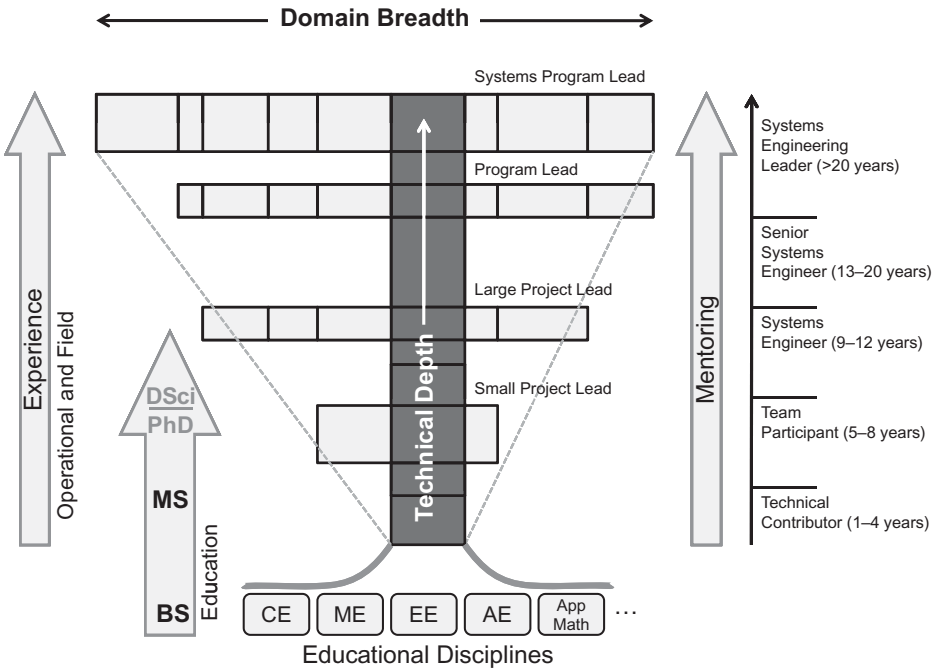 Domain Breadth
Systems Program Lead
Program Lead
Large Project Lead
Small Project Lead
Technical Depth
Experience
Operational and Field
DSci
PhD
MS
BS
Education
Mentoring
Systems
Engineering
Leader (>20 years)
Senior
Systems
Engineer (13–20 years)
Systems
Engineer (9–12 years)
Team
Participant (5–8 years)
Technical
Contributor (1–4 years)
CE
ME
EE
AE
App
Math
...
Educational Disciplines